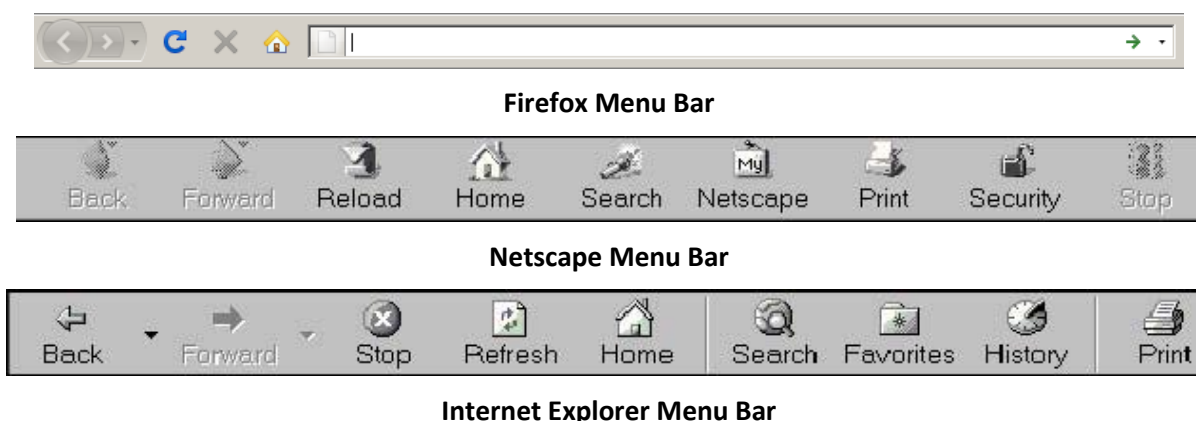 Firefox Menu Bar
My
Back Forward Reload Home Search Netscape Print Security Stop
Netscape Menu Bar
Back Forward Stop Refresh Home Search Favorites History Print
Internet Explorer Menu Bar